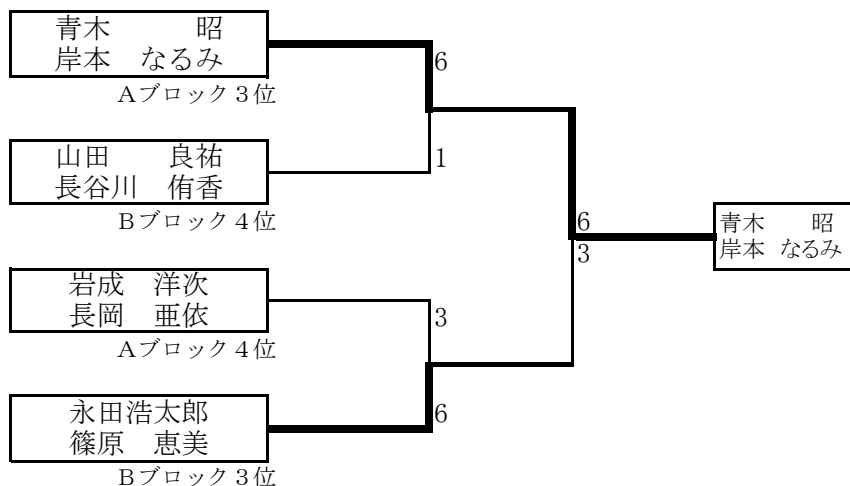 青木　　　昭
岸本　なるみ
Aブロック３位
6
山田　　良祐
長谷川　侑香
1
Bブロック４位
6
3
青木　　昭
岸本　なるみ
岩成　洋次
長岡　亜依
3
Aブロック４位
永田浩太郎
篠原　恵美
6
Bブロック３位